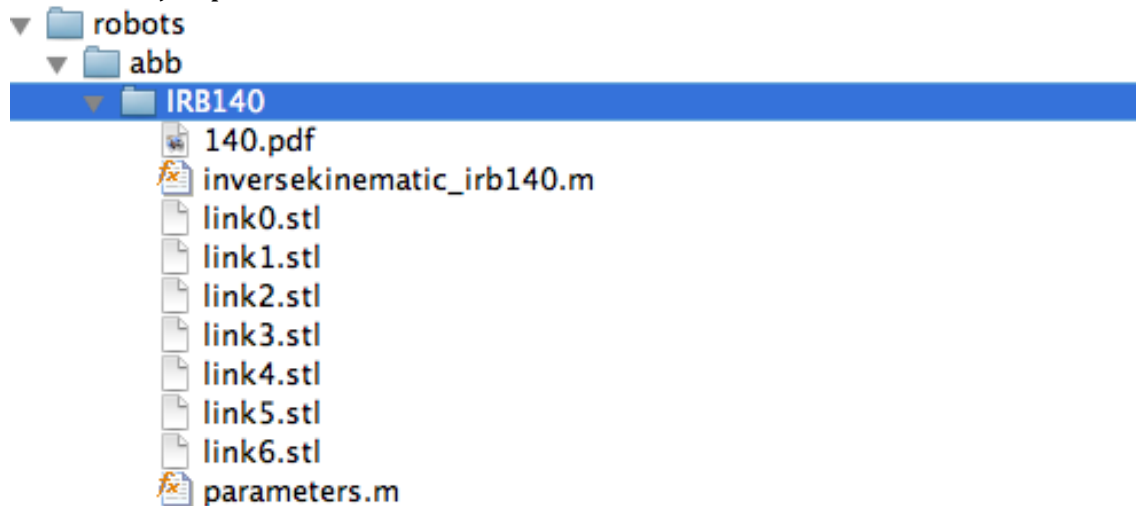 robots
abb
IRB140
140.pdf
inversekinematic_irb140.m
link0.stl
link1.stl
link2.stl
link3.stl
link4.stl
link5.stl
link6.stl
parameters.m